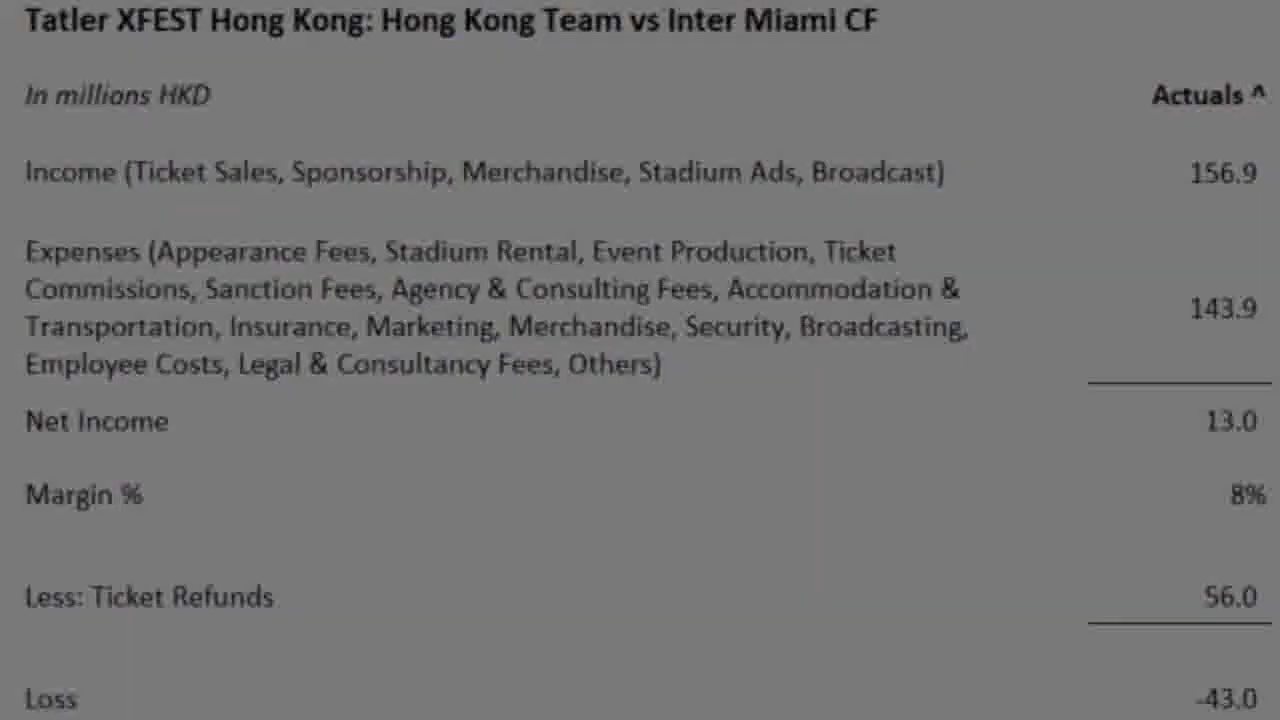 Tatler XFEST Hong Kong: Hong Kong Team vs Inter Miami CF
In millions HKD Actuals ^
Income (Ticket Sales, Sponsorship, Merchandise, Stadium Ads, Broadcast) 156.9
Expenses (Appearance Fees, Stadium Rental, Event Production, Ticket
Commissions, Sanction Fees, Agency & Consulting Fees, Accommodation &
Transportation, Insurance, Marketing, Merchandise, Security, Broadcasting,
Employee Costs, Legal & Consultancy Fees, Others) 143.9
Net Income 13.0
Margin % 8%
Less: Ticket Refunds 56.0
Loss -43.0